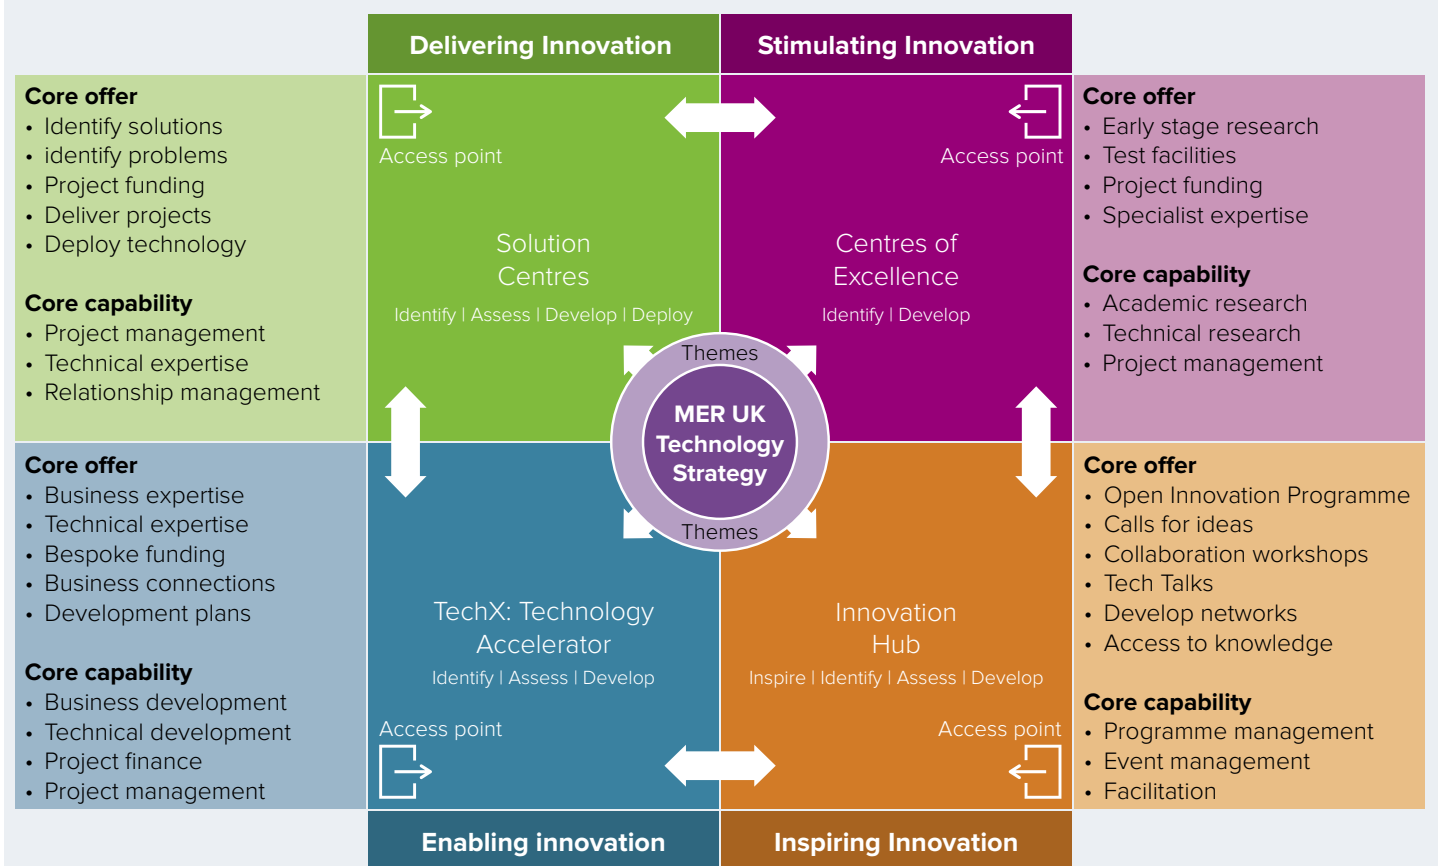 Delivering Innovation
Stimulating Innovation
Core offer
• Identify solutions
• identify problems
• Project funding
• Deliver projects
• Deploy technology
Core capability
• Project management
• Technical expertise
• Relationship management
Access point
Solution
Centres
Identify | Assess | Develop | Deploy
Access point
Centres of
Excellence
Identify | Develop
Core offer
• Early stage research
• Test facilities
• Project funding
• Specialist expertise
Core capability
• Academic research
• Technical research
• Project management
Themes
MER UK
Technology
Strategy
Themes
Core offer
• Business expertise
• Technical expertise
• Bespoke funding
• Business connections
• Development plans
Core capability
• Business development
• Technical development
• Project finance
• Project management
TechX: Technology
Accelerator
Identify | Assess | Develop
Access point
Innovation
Hub
Inspire | Identify | Assess | Develop
Access point
Core offer
• Open Innovation Programme
• Calls for ideas
• Collaboration workshops
• Tech Talks
• Develop networks
• Access to knowledge
Core capability
• Programme management
• Event management
• Facilitation
Enabling innovation
Inspiring Innovation